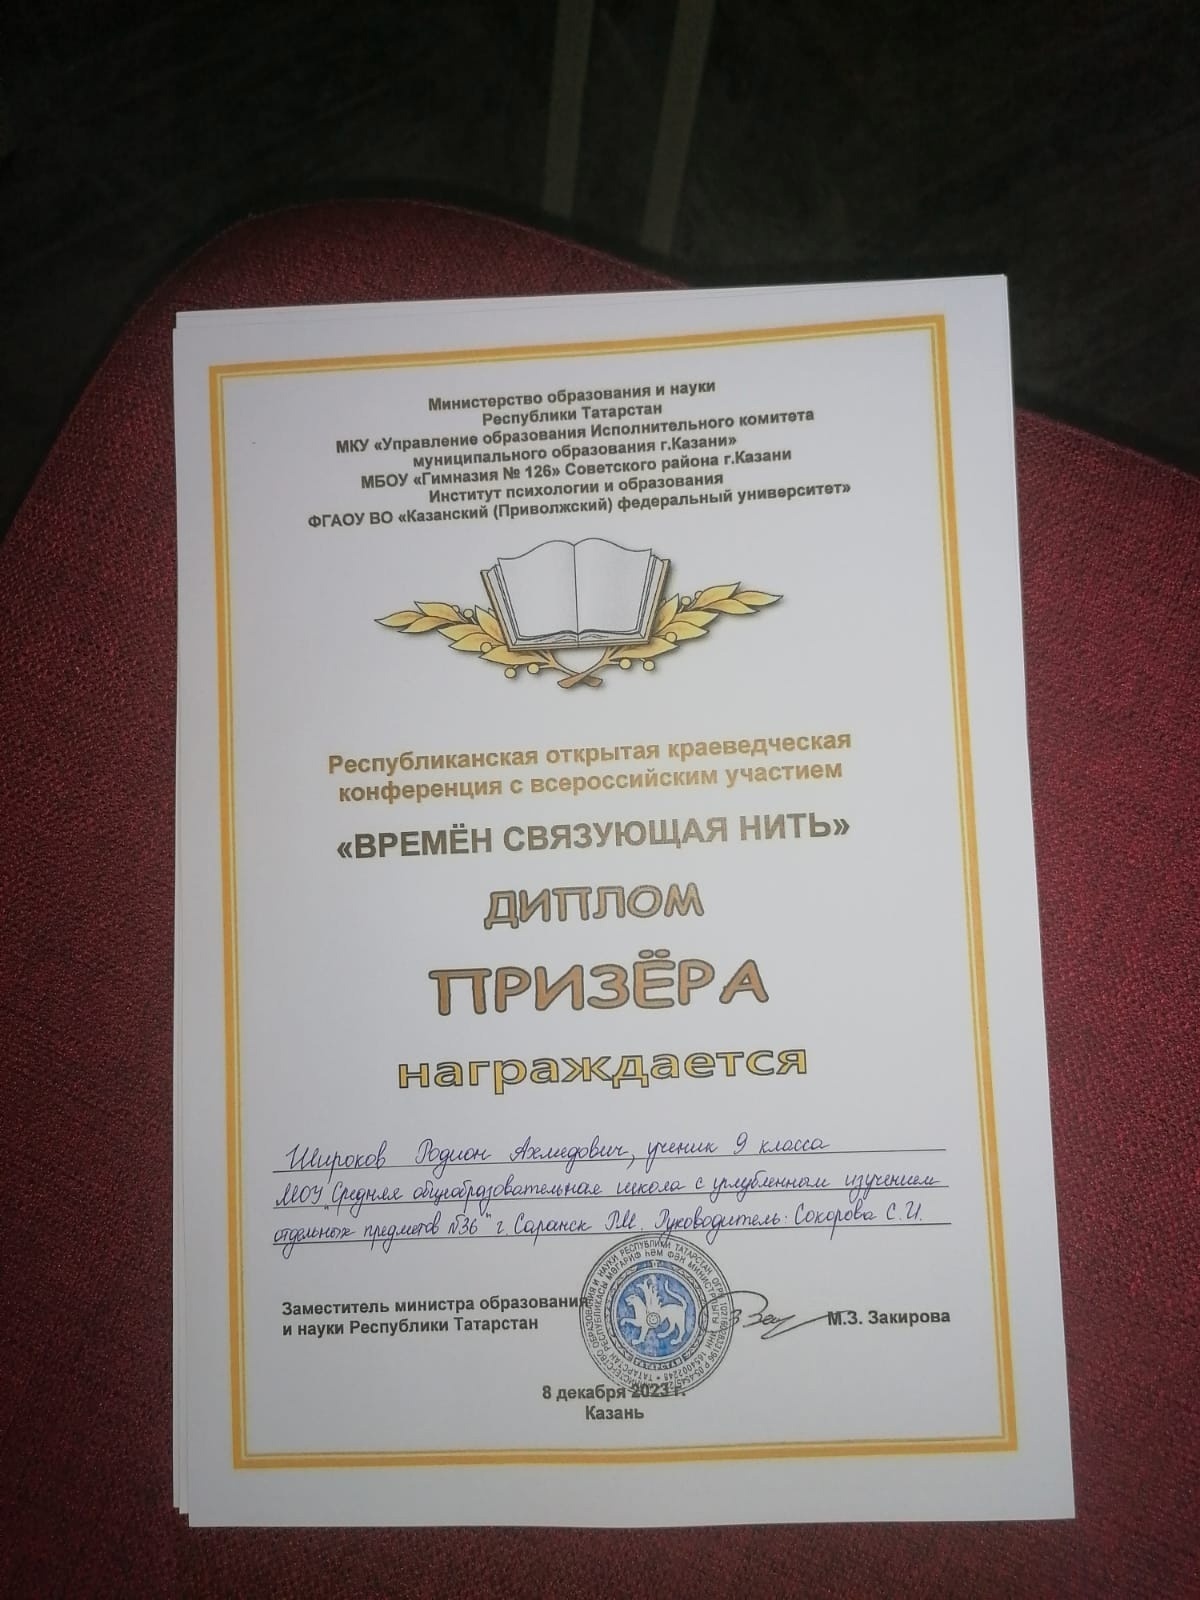 Министерство образования и науки
Республики Татарстан
МКУ «Управление образования Исполнительного комитета
муниципального образования г.Казани»
МБОУ «Гимназия № 126» Советского района г.Казани
Институт психологии и образования
ФГАОУ ВО «Казанский (Приволжский) федеральный университет»
Республиканская открытая краеведческая
конференция с всероссийским участием
«ВРЕМЁН СВЯЗУЮЩАЯ НИТЬ»
ДИПЛОМ
ПРИЗЁРА
награждается
Широков Родион Ахмедович, ученик 9 класса
МОУ "Средняя общеобразовательная школа с углубленным изучением
отдельных предметов №36" г. Саранск РМ. Руководитель: Сокорова С.И.
Заместитель министра образования
и науки Республики Татарстан
М.З. Закирова
8 декабря 2023 г.
Казань